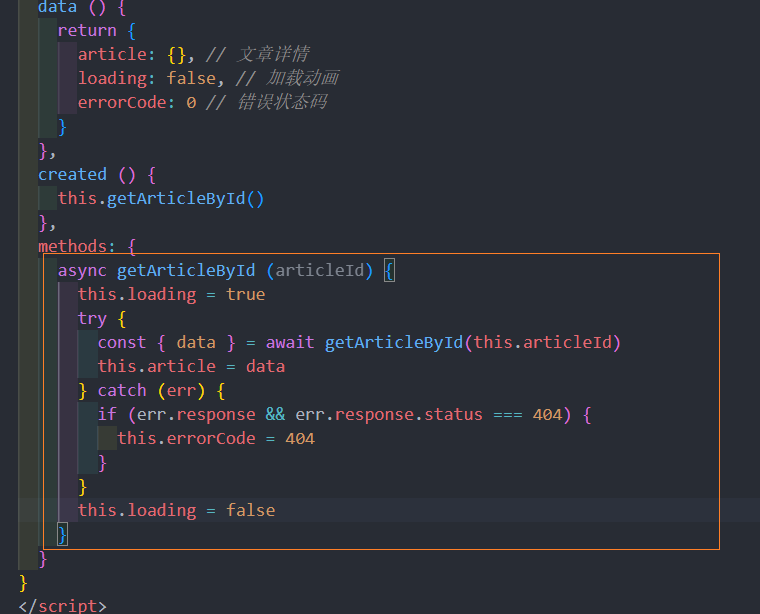 data () {
return {
article: {}, // 文章详情
loading: false, // 加载动画
errorCode: 0 // 错误状态码
}
},
created () {
this.getArticleById()
},
methods: {
async getArticleById (articleId) {
this.loading = true
try {
const { data } = await getArticleById(this.articleId)
this.article = data
} catch (err) {
if (err.response && err.response.status === 404) {
this.errorCode = 404
}
}
this.loading = false
}
}
}
</script>